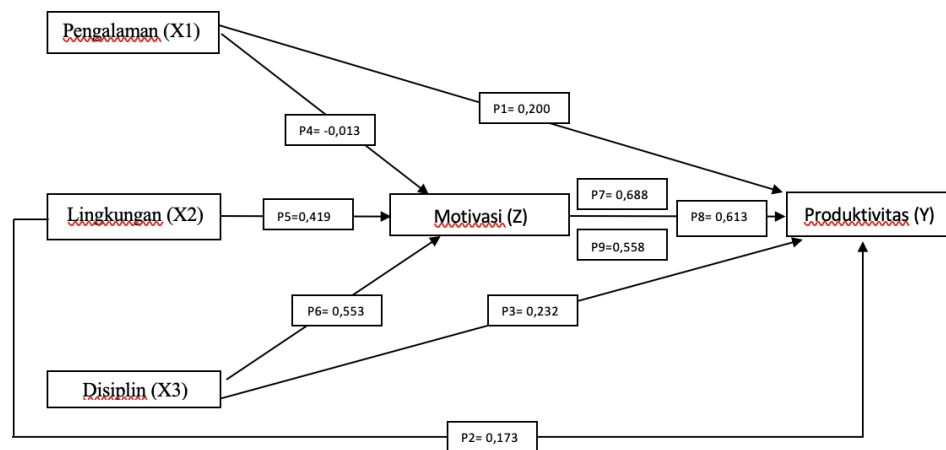 Pengalaman (X1)
P1= 0,200
P4= -0,013
P7= 0,688
Lingkungan (X2)
P5=0,419
Motivasi (Z)
P8= 0,613
Produktivitas (Y)
P9=0,558
P6= 0,553
P3= 0,232
Disiplin (X3)
P2= 0,173